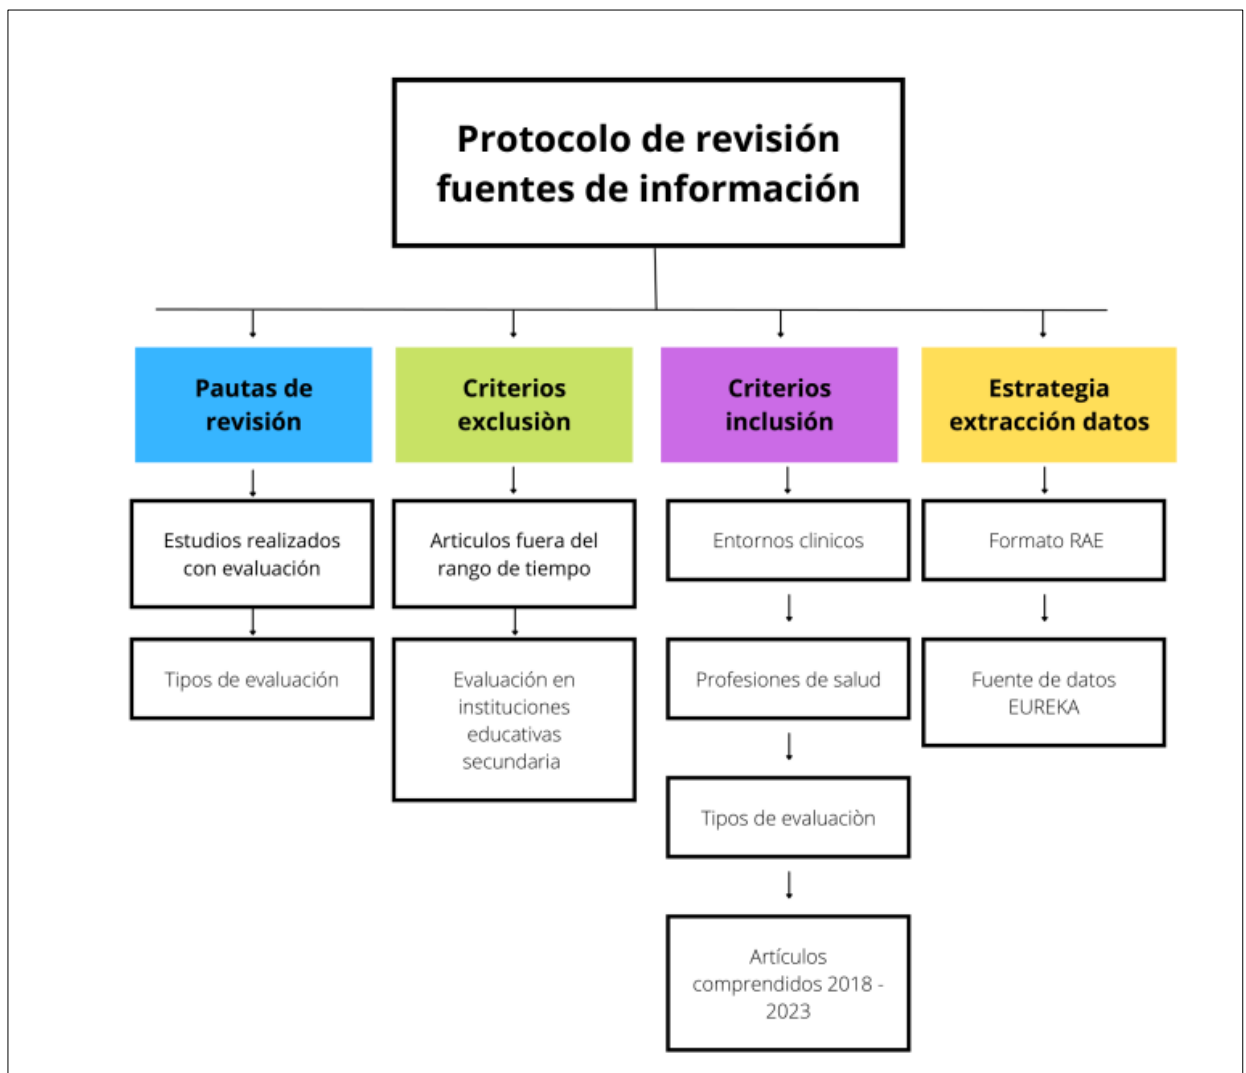 Protocolo de revisión
fuentes de información
Pautas de
revisión
Criterios
exclusiòn
Criterios
inclusión
Estrategia
extracción datos
Estudios realizados
con evaluación
Articulos fuera del
rango de tiempo
Entornos clinicos
Formato RAE
Tipos de evaluación
Evaluación en
instituciones
educativas
secundaria
Profesiones de salud
Fuente de datos
EUREKA
Tipos de evaluaciòn
Artículos
comprendidos 2018 -
2023